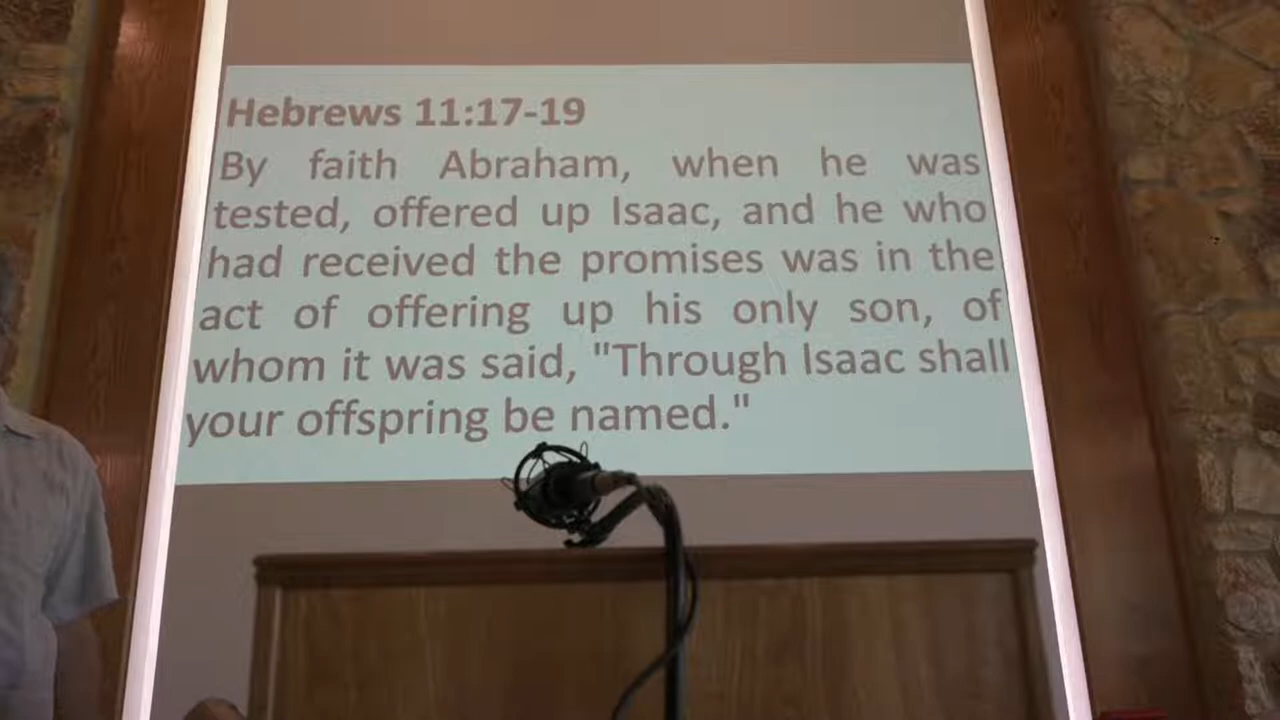 Hebrews 11:17-19
By faith Abraham, when he was
tested, offered up Isaac, and he who
had received the promises was in the
act of offering up his only son, of
whom it was said, "Through Isaac shall
your offspring be named."